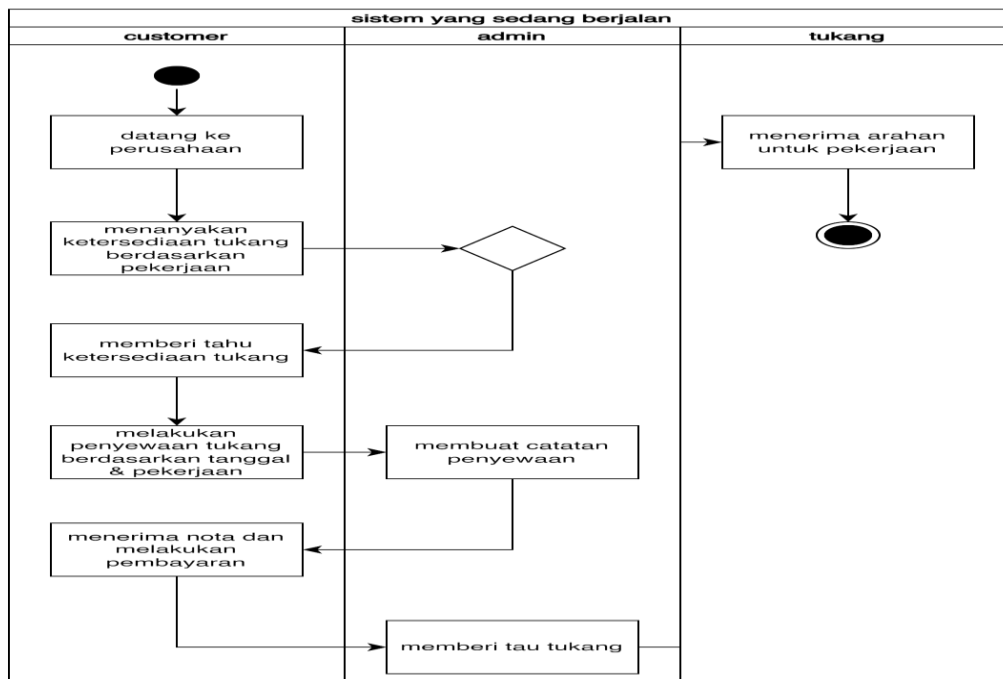 sistem yang sedang berjalan
customer
admin
tukang
datang ke
perusahaan
menerima arahan
untuk pekerjaan
menanyakan
ketersediaan tukang
berdasarkan
pekerjaan
memberi tahu
ketersediaan tukang
melakukan
penyewaan tukang
berdasarkan tanggal
& pekerjaan
membuat catatan
penyewaan
menerima nota dan
melakukan
pembayaran
memberi tau tukang